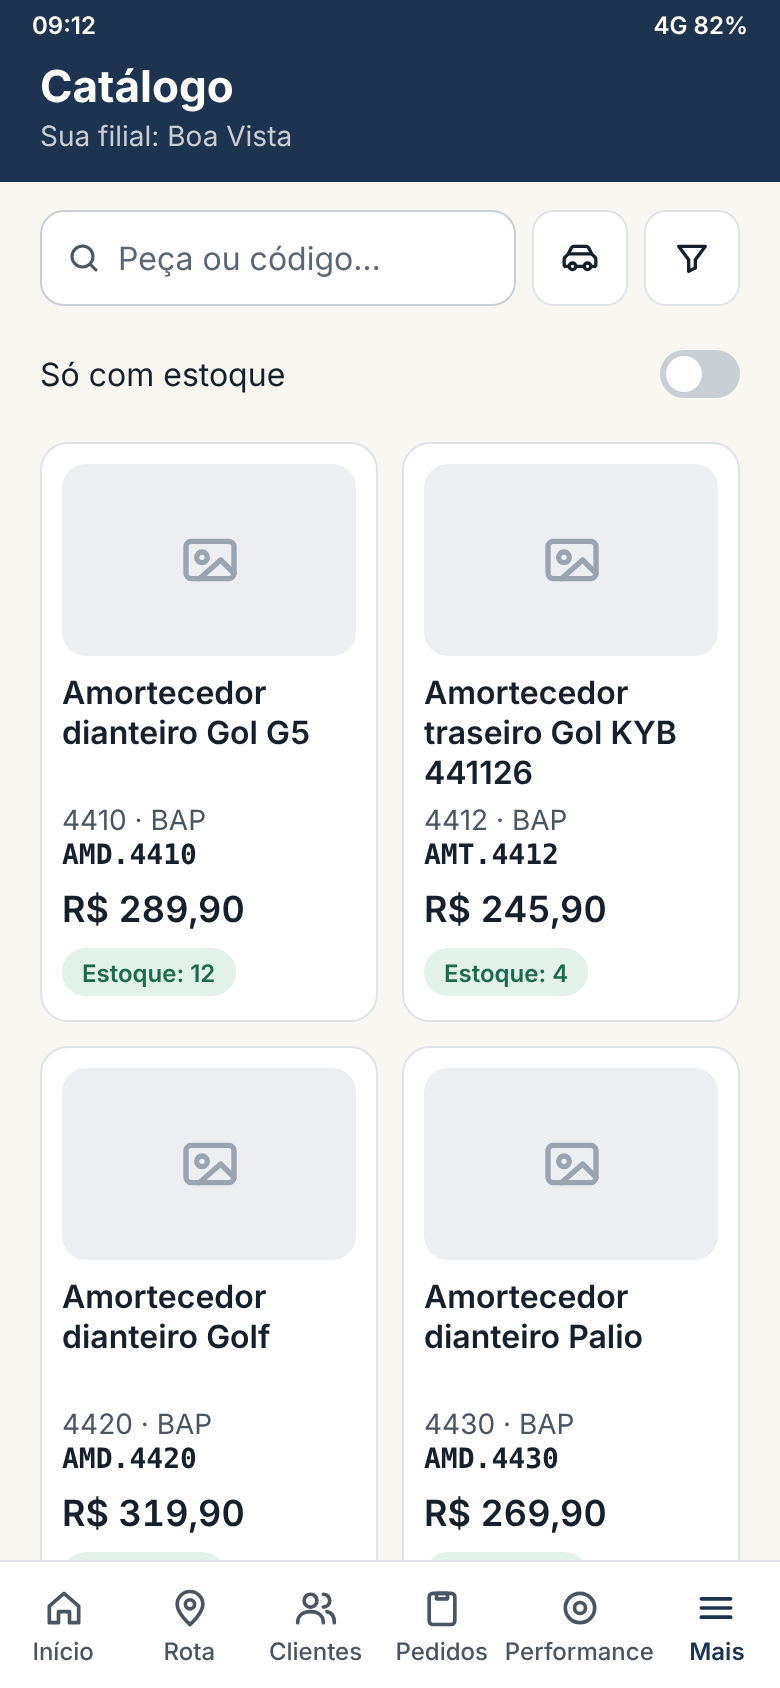 09:12
4G 82%
Catálogo
Sua filial: Boa Vista
Peça ou código...
Só com estoque
Amortecedor
dianteiro Gol G5
4410 · BAP
AMD.4410
R$ 289,90
Estoque: 12
Amortecedor
traseiro Gol KYB
441126
4412 · BAP
AMT.4412
R$ 245,90
Estoque: 4
Amortecedor
dianteiro Golf
4420 · BAP
AMD.4420
R$ 319,90
Amortecedor
dianteiro Palio
4430 · BAP
AMD.4430
R$ 269,90
Início
Rota
Clientes
Pedidos
Performance
Mais